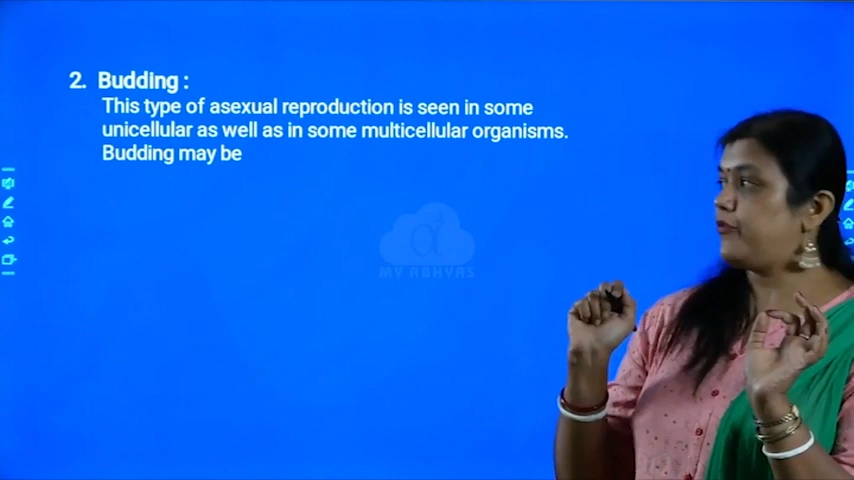 2. Budding :
This type of asexual reproduction is seen in some
unicellular as well as in some multicellular organisms.
Budding may be
MY ABHYAS